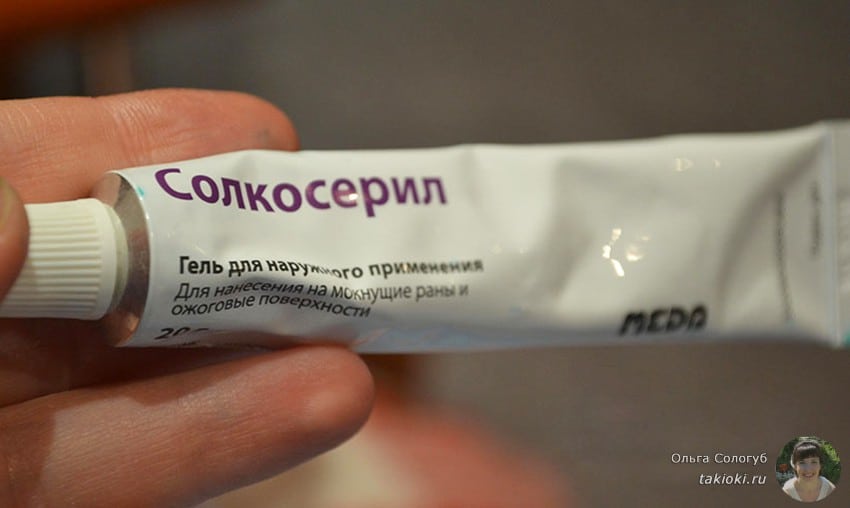 Солкосерил
Гель для наружного применения
Для нанесения на мокнущие раны и
ожоговые поверхности
MEDA
Ольга Сологуб
takioki.ru